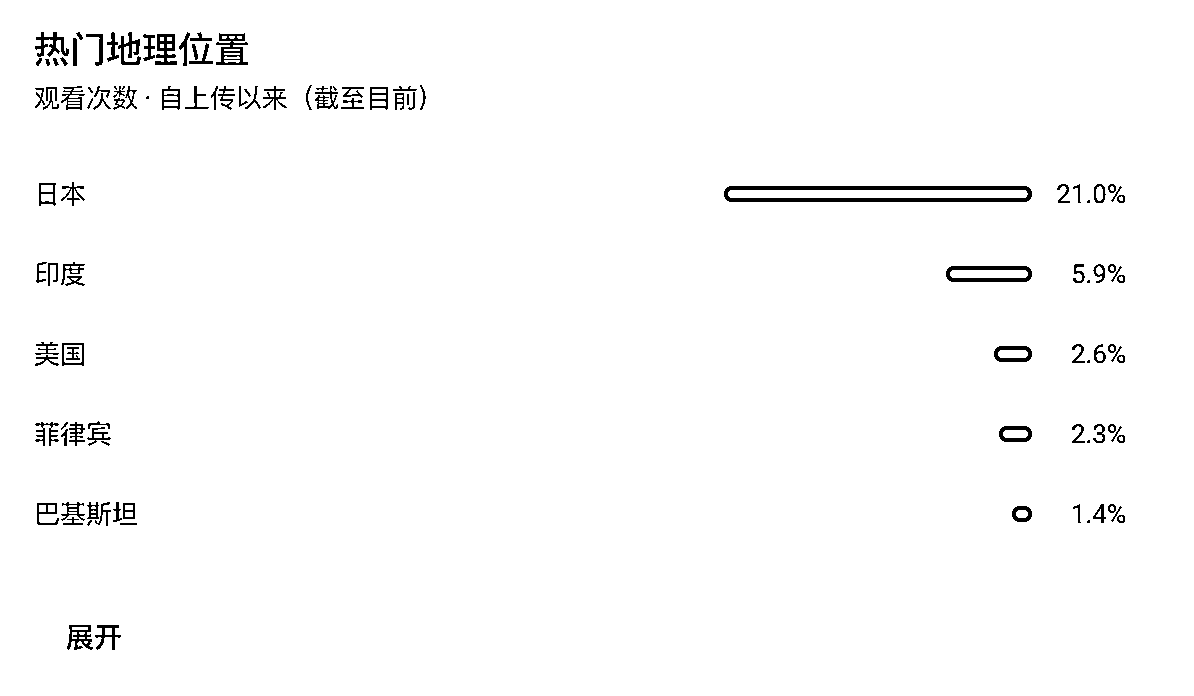 热门地理位置
观看次数 · 自上传以来（截至目前）
日本 21.0%
印度 5.9%
美国 2.6%
菲律宾 2.3%
巴基斯坦 1.4%
展开